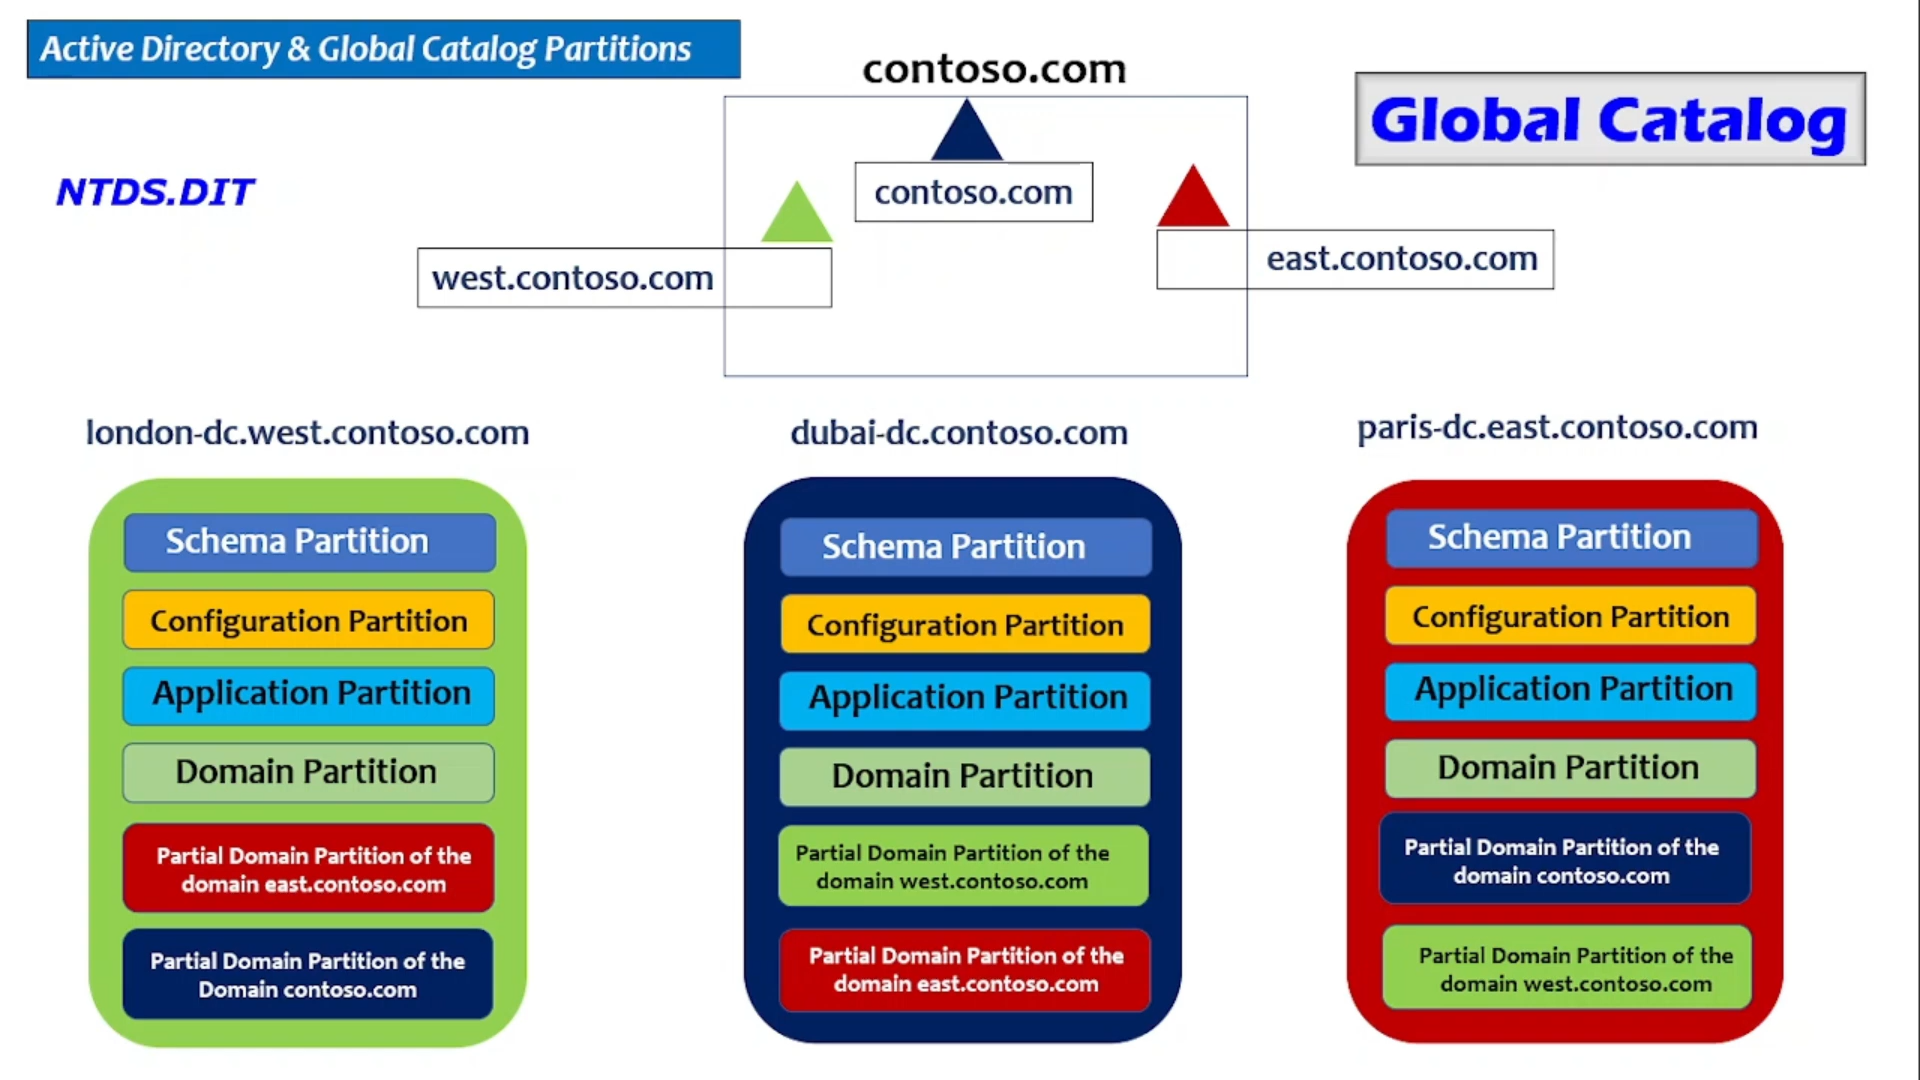 Active Directory & Global Catalog Partitions
contoso.com
Global Catalog
NTDS.DIT
contoso.com
west.contoso.com
east.contoso.com
london-dc.west.contoso.com
Schema Partition
Configuration Partition
Application Partition
Domain Partition
Partial Domain Partition of the
domain east.contoso.com
Partial Domain Partition of the
Domain contoso.com
dubai-dc.contoso.com
Schema Partition
Configuration Partition
Application Partition
Domain Partition
Partial Domain Partition of the
domain west.contoso.com
Partial Domain Partition of the
domain east.contoso.com
paris-dc.east.contoso.com
Schema Partition
Configuration Partition
Application Partition
Domain Partition
Partial Domain Partition of the
domain contoso.com
Partial Domain Partition of the
domain west.contoso.com